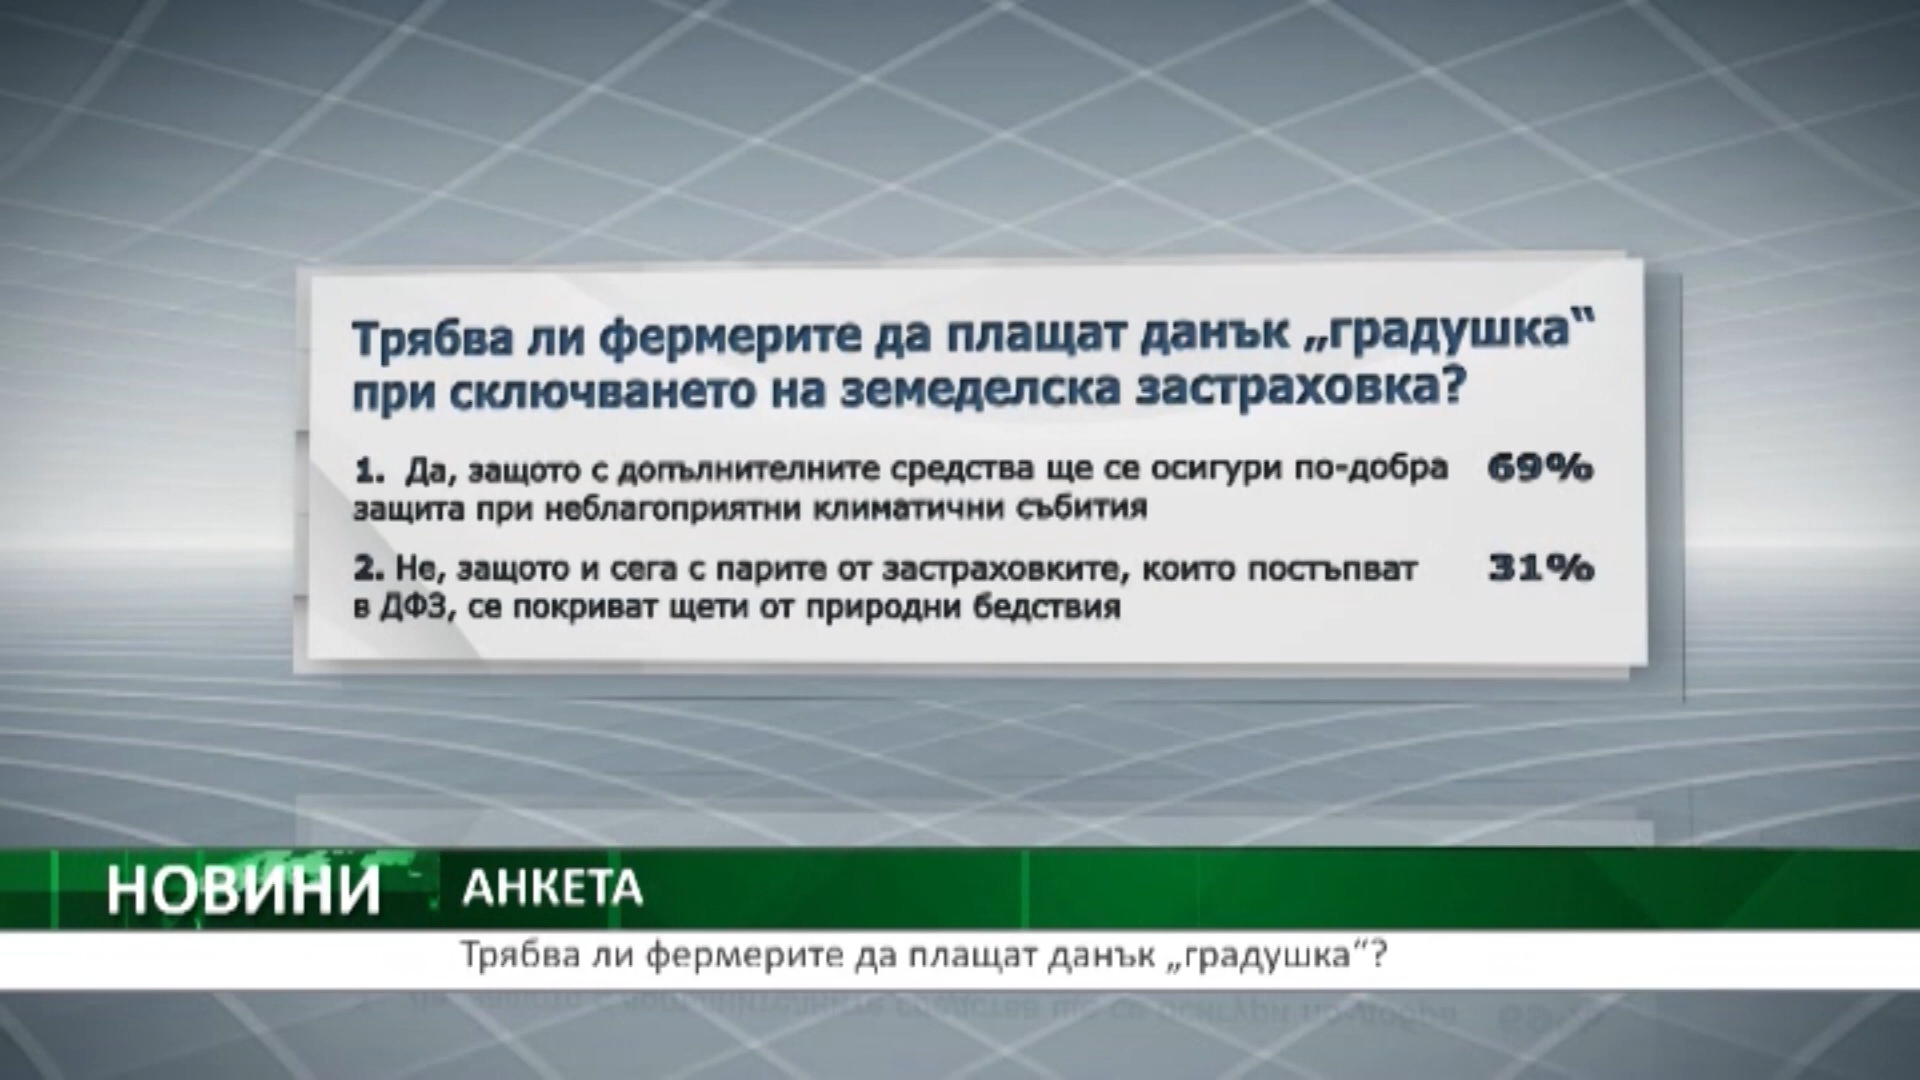 Трябва ли фермерите да плащат данък „градушка“
при сключването на земеделска застраховка?
1. Да, защото с допълнителните средства ще се осигури по-добра 69%
защита при неблагоприятни климатични събития
2. Не, защото и сега с парите от застраховките, които постъпват 31%
в ДФЗ, се покриват щети от природни бедствия
НОВИНИ АНКЕТА
Трябва ли фермерите да плащат данък „градушка“?